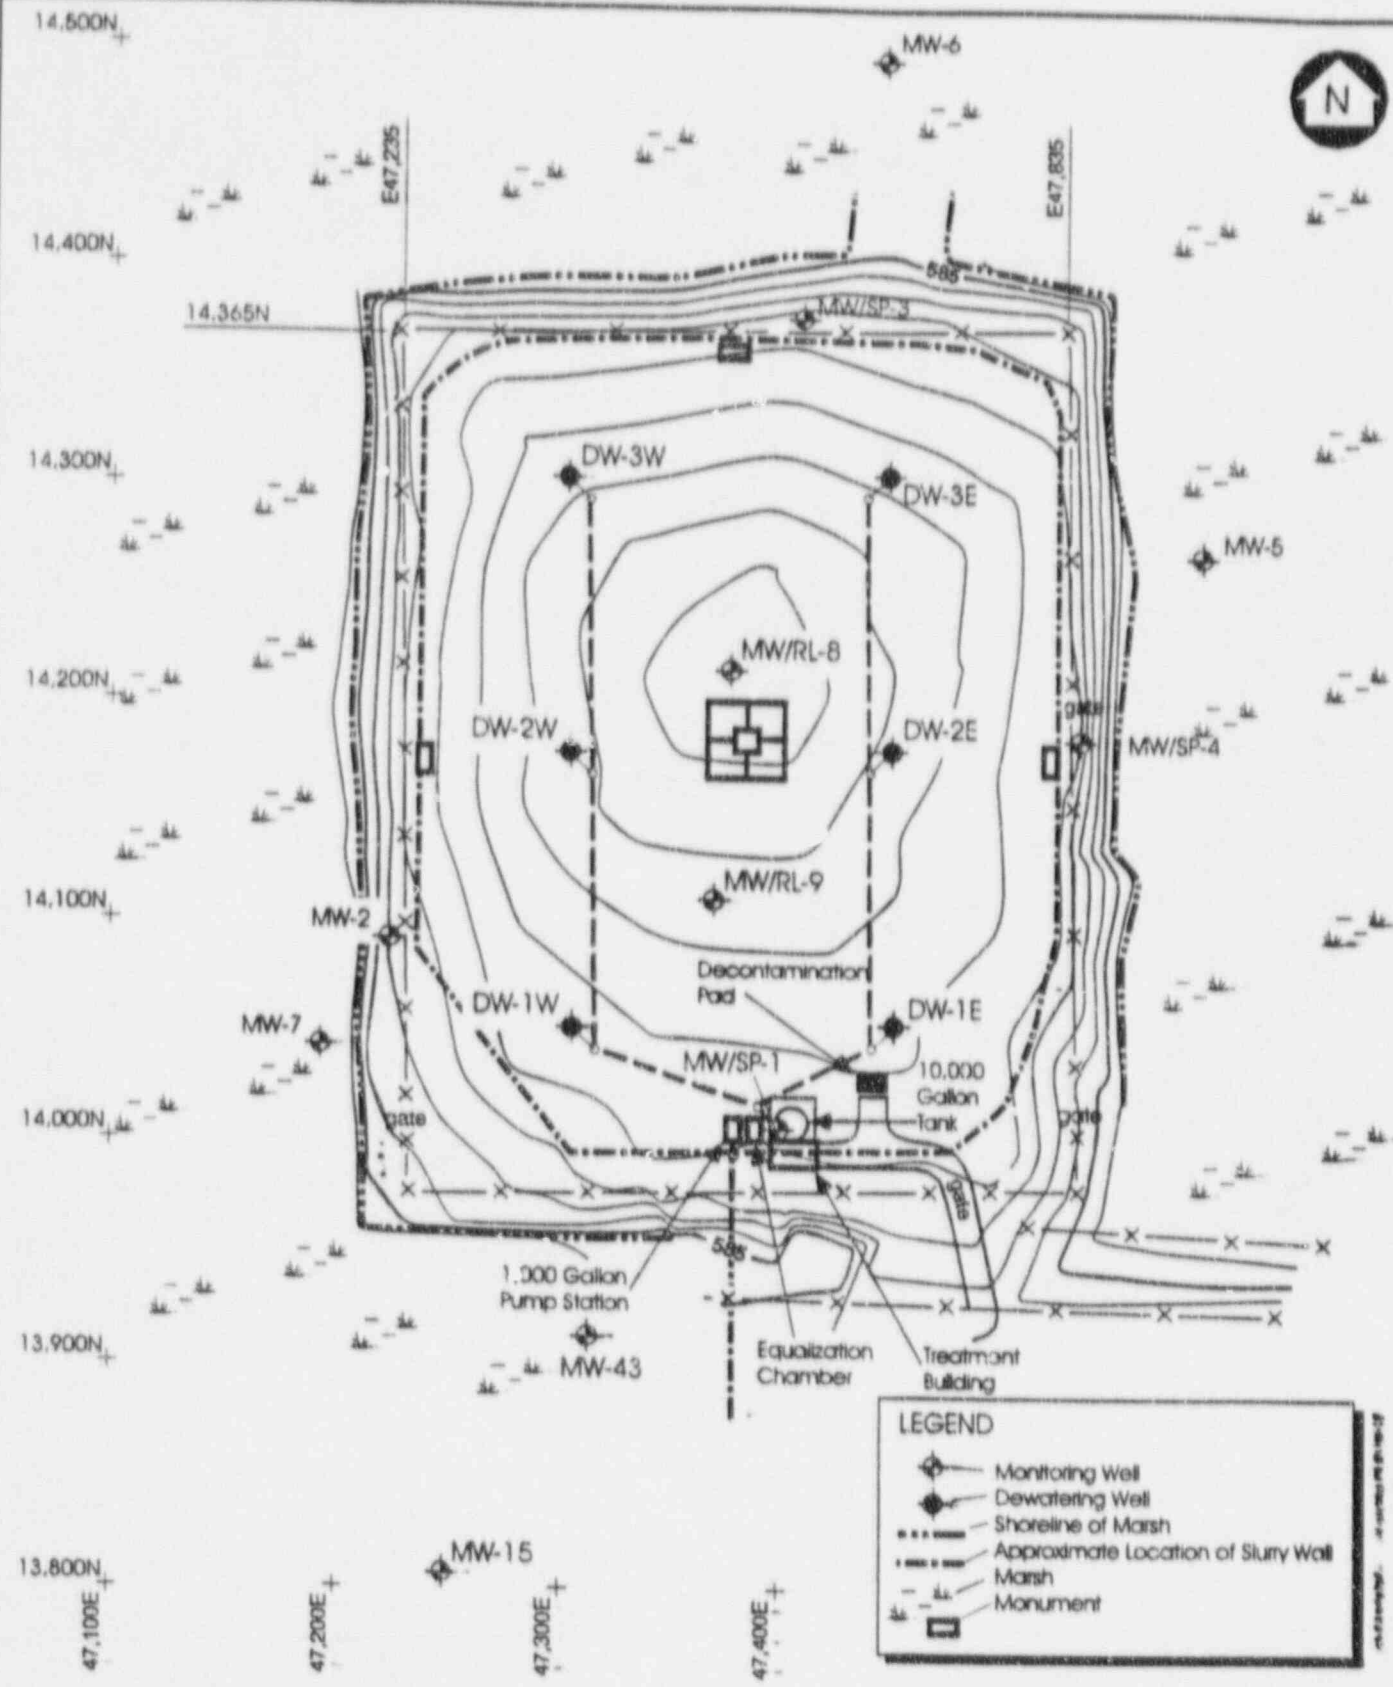 14,500N
MW-6
N
E47,235
E47,835
14,400N
585
14,365N
MW/SP-3
14,300N
DW-3W
DW-3E
MW-5
MW/RL-8
14,200N
gate
DW-2W
DW-2E
MW/SP-4
MW/RL-9
14,100N
MW-2
Decontamination
Pad
DW-1W
DW-1E
MW-7
MW/SP-1
10,000
Gallon
Tank
14,000N
gate
gate
gate
585
1,000 Gallon
Pump Station
13,900N
MW-43
Equalization
Chamber
Treatment
Building
LEGEND
Monitoring Well
Dewatering Well
Shoreline of Marsh
Approximate Location of Slurry Wall
Marsh
Monument
MW-15
13,800N
47,100E
47,200E
47,300E
47,400E